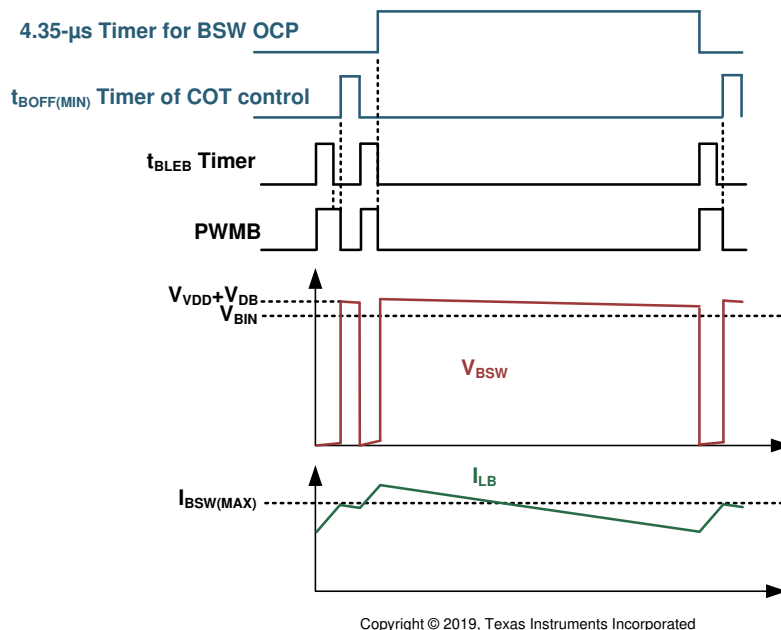 4.35-µs Timer for BSW OCP
tBOFF(MIN) Timer of COT control
tBLEB Timer
PWMB
VVDD+VDB
VBIN
VBSW
ILB
IBSW(MAX)
Copyright © 2019, Texas Instruments Incorporated